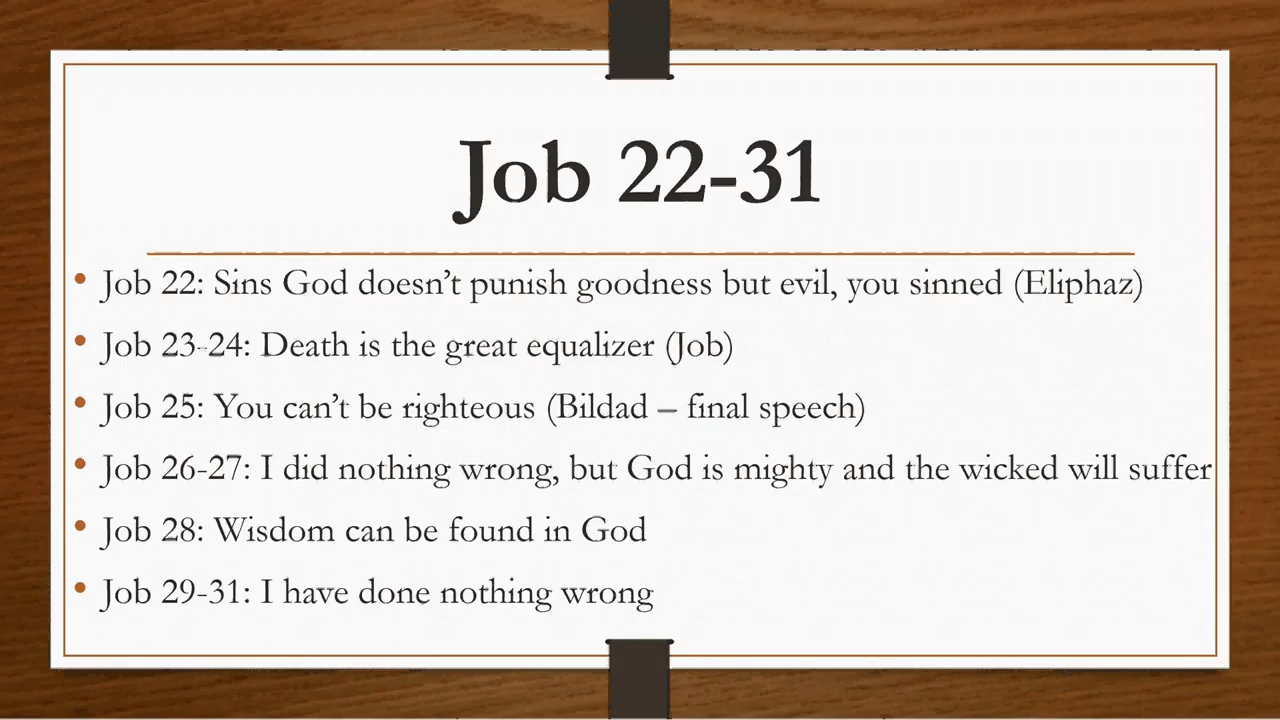 Job 22-31
• Job 22: Sins God doesn’t punish goodness but evil, you sinned (Eliphaz)
• Job 23-24: Death is the great equalizer (Job)
• Job 25: You can’t be righteous (Bildad – final speech)
• Job 26-27: I did nothing wrong, but God is mighty and the wicked will suffer
• Job 28: Wisdom can be found in God
• Job 29-31: I have done nothing wrong